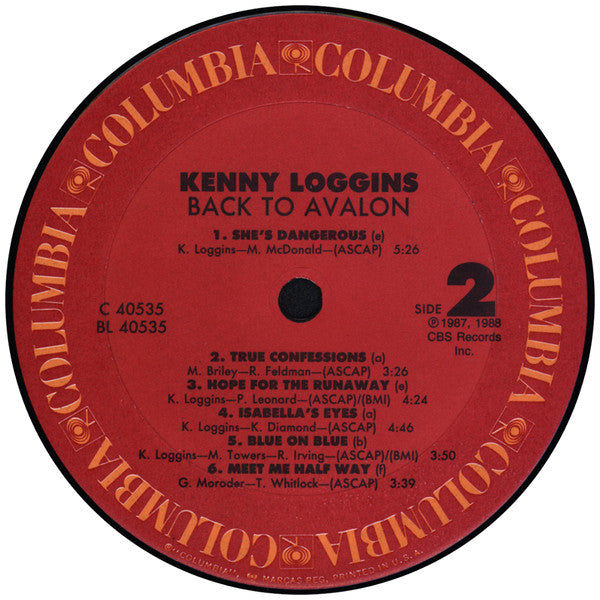 COLUMBIA COLUMBIA COLUMBIA COLUMBIA COLUMBIA COLUMBIA
KENNY LOGGINS
BACK TO AVALON
1. SHE'S DANGEROUS (e)
K. Loggins—M. McDonald—(ASCAP) 5:26
C 40535
BL 40535
SIDE 2
Ⓟ1987, 1988
CBS Records
Inc.
2. TRUE CONFESSIONS (a)
M. Briley—R. Feldman—(ASCAP) 3:26
3. HOPE FOR THE RUNAWAY (e)
K. Loggins—P. Leonard—(ASCAP)/(BMI) 4:24
4. ISABELLA'S EYES (a)
K. Loggins—K. Diamond—(ASCAP) 4:46
5. BLUE ON BLUE (b)
K. Loggins—M. Towers—R. Irving—(ASCAP)/(BMI) 3:50
6. MEET ME HALF WAY (f)
G. Moroder—T. Whitlock—(ASCAP) 3:39
"COLUMBIA", MARCAS REG. PRINTED IN U.S.A.